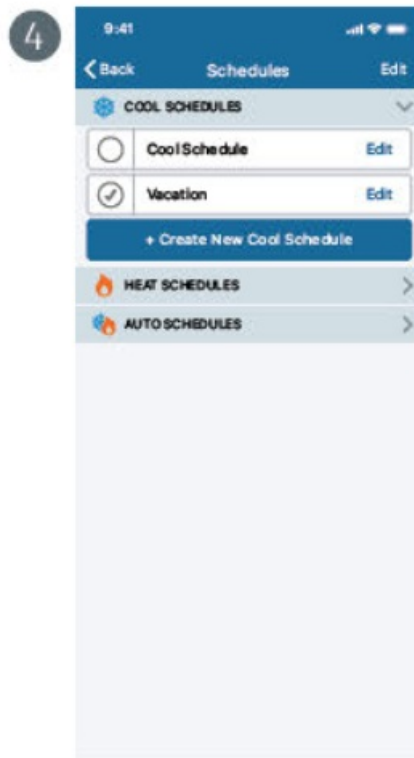 4
9:41
Back Schedules Edit
COOL SCHEDULES
Cool Schedule Edit
Vacation Edit
+ Create New Cool Schedule
HEAT SCHEDULES
AUTO SCHEDULES